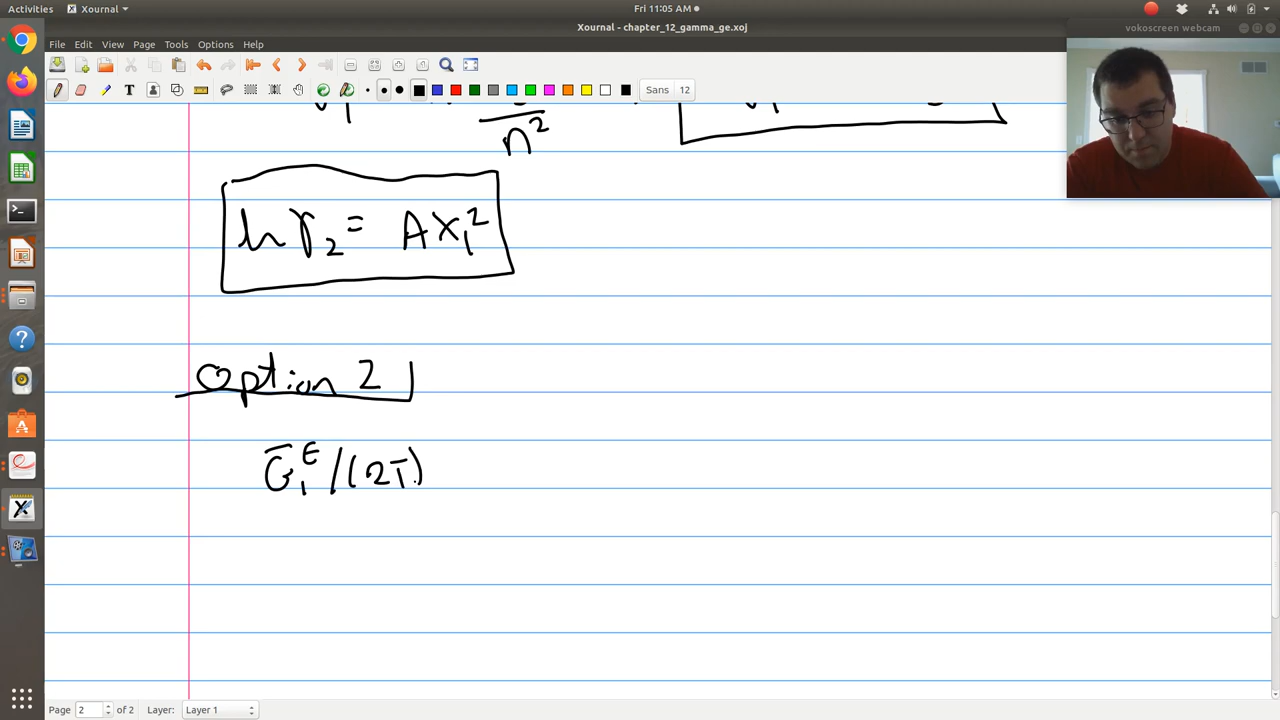 Activities
Xournal
Fri 11:05 AM
Xournal - chapter_12_gamma_ge.xoj
vokoscreen webcam
File Edit View Page Tools Options Help
Sans 12
n²
ln γ₂ = A x₁²
option 2
Ḡ₁ᴱ /(RT)
Page 2 of 2 Layer: Layer 1